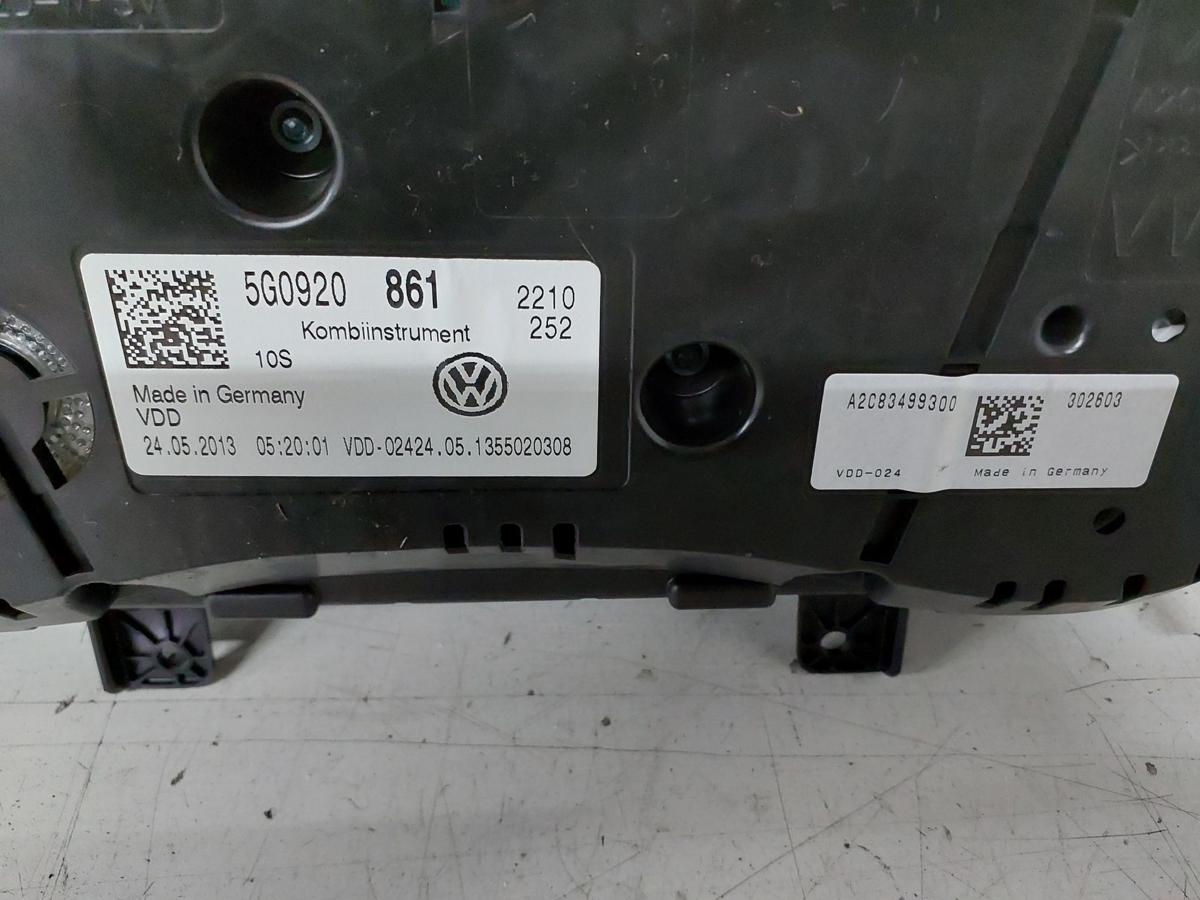 5G0920 861 2210
Kombiinstrument 252
10S
Made in Germany
VDD
24.05.2013 05:20:01 VDD-02424.05.1355020308
A2C83499300 302603
VDD-024 Made in Germany